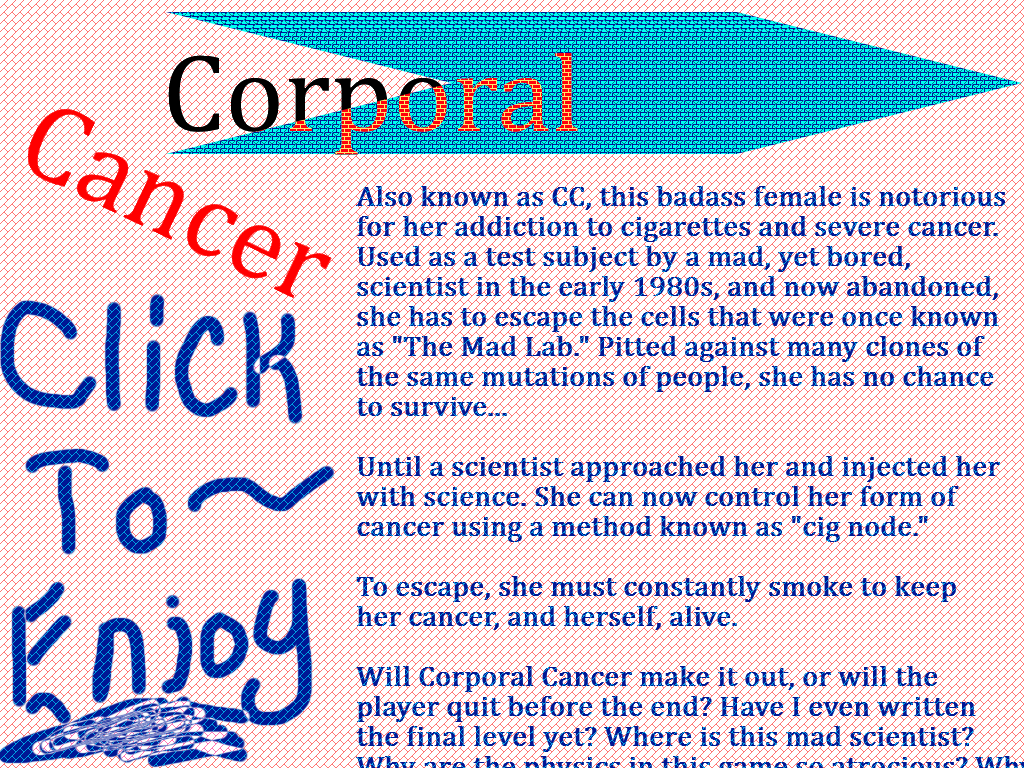 Corporal
Cancer
Click
To~
Enjoy
Also known as CC, this badass female is notorious
for her addiction to cigarettes and severe cancer.
Used as a test subject by a mad, yet bored,
scientist in the early 1980s, and now abandoned,
she has to escape the cells that were once known
as "The Mad Lab." Pitted against many clones of
the same mutations of people, she has no chance
to survive...
Until a scientist approached her and injected her
with science. She can now control her form of
cancer using a method known as "cig node."
To escape, she must constantly smoke to keep
her cancer, and herself, alive.
Will Corporal Cancer make it out, or will the
player quit before the end? Have I even written
the final level yet? Where is this mad scientist?
Why are the physics in this game so atrocious? Why